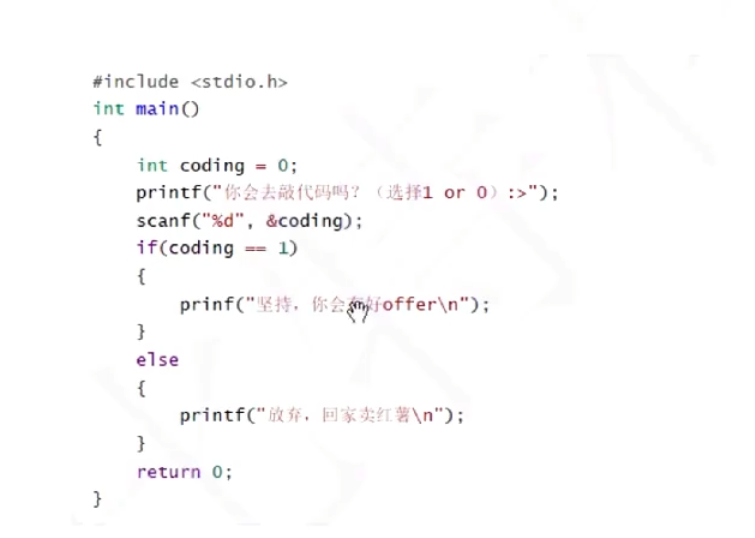 #include <stdio.h>
int main()
{
    int coding = 0;
    printf("你会去敲代码吗？（选择1 or 0）:>");
    scanf("%d", &coding);
    if(coding == 1)
    {
        prinf("坚持，你会有好offer\n");
    }
    else
    {
        printf("放弃，回家卖红薯\n");
    }
    return 0;
}